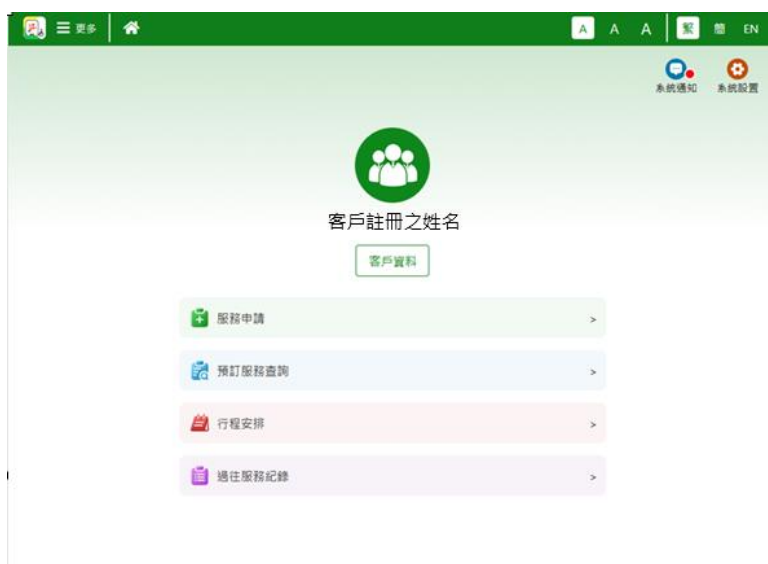 更多 A A A 繁 簡 EN
系統通知 系統設置
客戶註冊之姓名
客戶資料
服務申請 >
預訂服務查詢 >
行程安排 >
過往服務紀錄 >